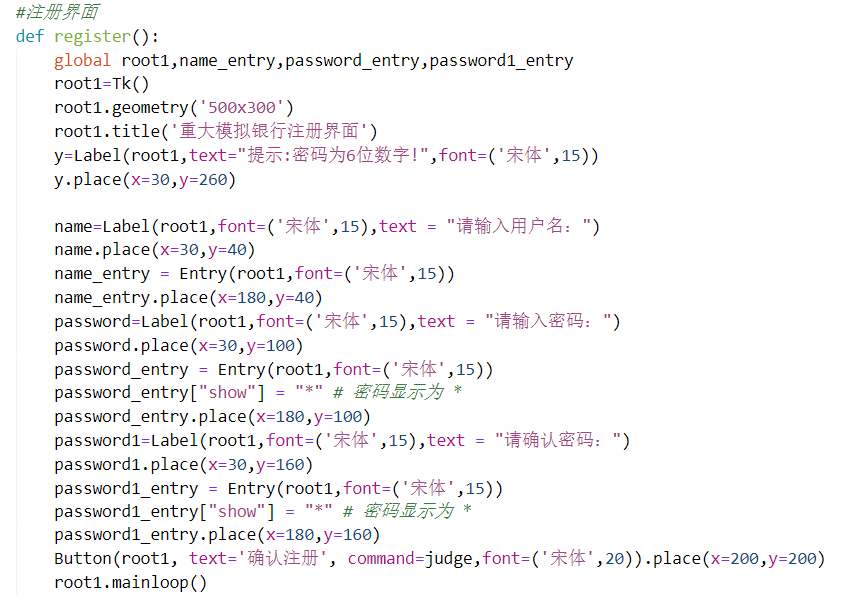 #注册界面
def register():
    global root1,name_entry,password_entry,password1_entry
    root1=Tk()
    root1.geometry('500x300')
    root1.title('重大模拟银行注册界面')
    y=Label(root1,text="提示:密码为6位数字!",font=('宋体',15))
    y.place(x=30,y=260)
    name=Label(root1,font=('宋体',15),text = "请输入用户名：")
    name.place(x=30,y=40)
    name_entry = Entry(root1,font=('宋体',15))
    name_entry.place(x=180,y=40)
    password=Label(root1,font=('宋体',15),text = "请输入密码：")
    password.place(x=30,y=100)
    password_entry = Entry(root1,font=('宋体',15))
    password_entry["show"] = "*" # 密码显示为 *
    password_entry.place(x=180,y=100)
    password1=Label(root1,font=('宋体',15),text = "请确认密码：")
    password1.place(x=30,y=160)
    password1_entry = Entry(root1,font=('宋体',15))
    password1_entry["show"] = "*" # 密码显示为 *
    password1_entry.place(x=180,y=160)
    Button(root1, text='确认注册', command=judge,font=('宋体',20)).place(x=200,y=200)
    root1.mainloop()